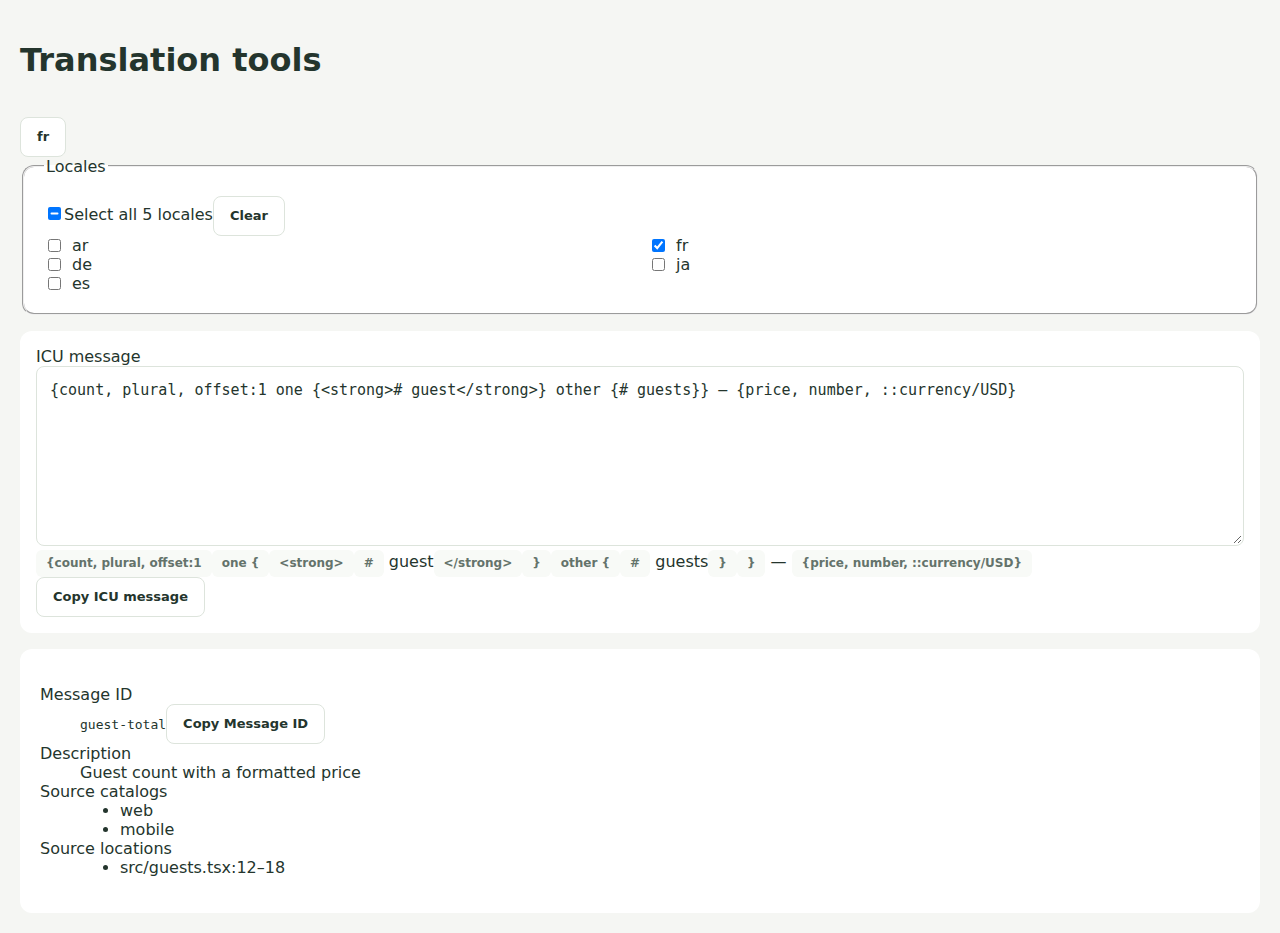 Translation tools
fr
Locales
Select all 5 locales Clear
ar
de
es
fr
ja
ICU message
{count, plural, offset:1 one {<strong># guest</strong>} other {# guests}} — {price, number, ::currency/USD}
{count, plural, offset:1 one { <strong> # guest </strong> } other { # guests } } — {price, number, ::currency/USD}
Copy ICU message
Message ID
guest-total Copy Message ID
Description
Guest count with a formatted price
Source catalogs
web
mobile
Source locations
src/guests.tsx:12–18